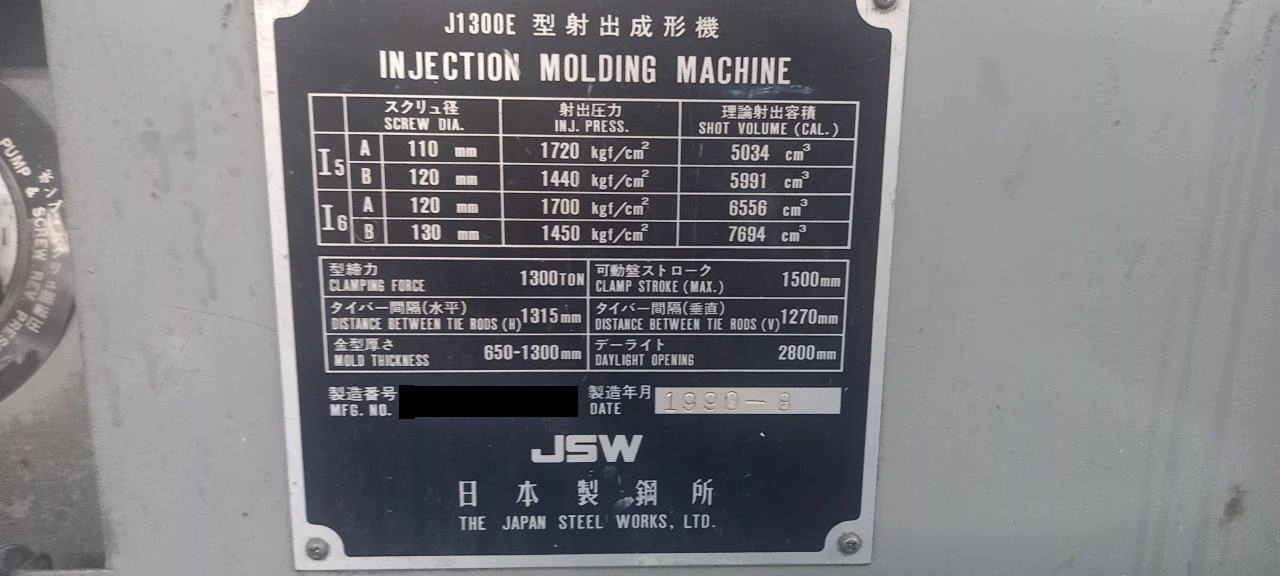 J1300E 型射出成形機
INJECTION MOLDING MACHINE
スクリュ径 射出圧力 理論射出容積
SCREW DIA. INJ. PRESS. SHOT VOLUME (CAL.)
I5 A 110 mm 1720 kgf/cm² 5034 cm³
B 120 mm 1440 kgf/cm² 5991 cm³
I6 A 120 mm 1700 kgf/cm² 6556 cm³
B 130 mm 1450 kgf/cm² 7694 cm³
型締力 1300TON 可動盤ストローク 1500mm
CLAMPING FORCE CLAMP STROKE (MAX.)
タイバー間隔(水平) 1315mm タイバー間隔(垂直) 1270mm
DISTANCE BETWEEN TIE RODS (H) DISTANCE BETWEEN TIE RODS (V)
金型厚さ 650-1300mm デーライト 2800mm
MOLD THICKNESS DAYLIGHT OPENING
製造番号 製造年月 1990-8
MFG. NO. DATE
JSW
日本製鋼所
THE JAPAN STEEL WORKS, LTD.
PUMP & SCREW REV PRES